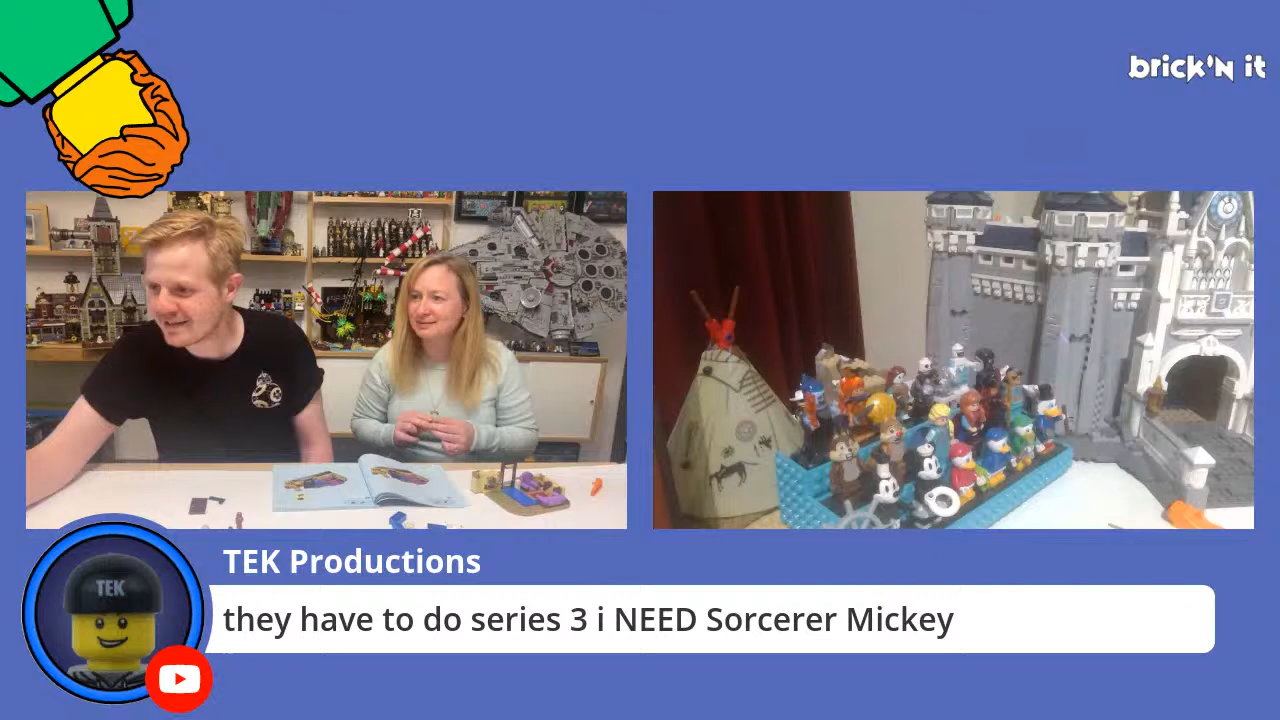 brick'N it
TEK
TEK Productions
they have to do series 3 i NEED Sorcerer Mickey